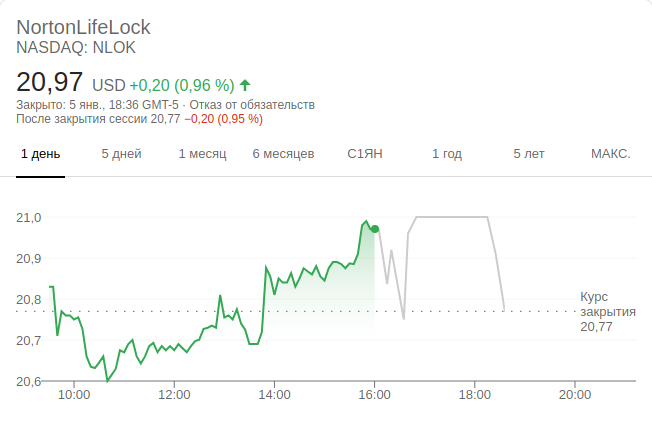 NortonLifeLock
NASDAQ: NLOK
20,97 USD +0,20 (0,96 %)
Закрыто: 5 янв., 18:36 GMT-5 · Отказ от обязательств
После закрытия сессии 20,77 −0,20 (0,95 %)
1 день 5 дней 1 месяц 6 месяцев С1ЯН 1 год 5 лет МАКС.
21,0
20,9
20,8
20,7
20,6
Курс
закрытия
20,77
10:00 12:00 14:00 16:00 18:00 20:00